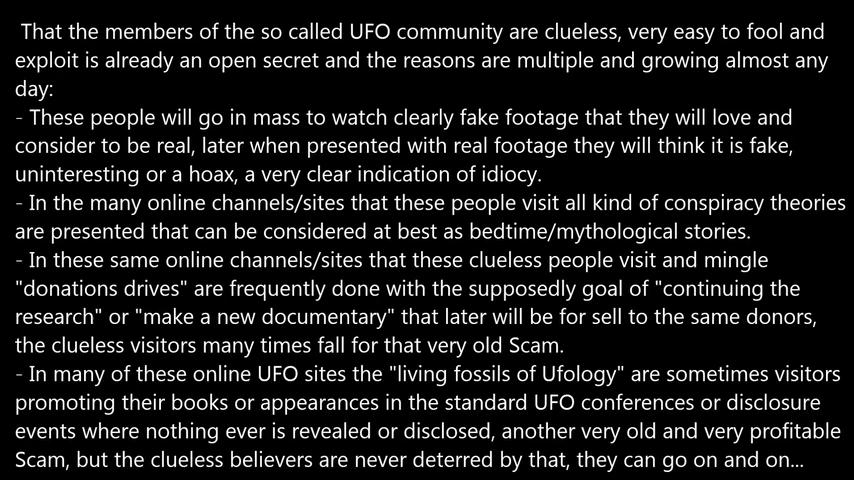 That the members of the so called UFO community are clueless, very easy to fool and
exploit is already an open secret and the reasons are multiple and growing almost any
day:
- These people will go in mass to watch clearly fake footage that they will love and
consider to be real, later when presented with real footage they will think it is fake,
uninteresting or a hoax, a very clear indication of idiocy.
- In the many online channels/sites that these people visit all kind of conspiracy theories
are presented that can be considered at best as bedtime/mythological stories.
- In these same online channels/sites that these clueless people visit and mingle
"donations drives" are frequently done with the supposedly goal of "continuing the
research" or "make a new documentary" that later will be for sell to the same donors,
the clueless visitors many times fall for that very old Scam.
- In many of these online UFO sites the "living fossils of Ufology" are sometimes visitors
promoting their books or appearances in the standard UFO conferences or disclosure
events where nothing ever is revealed or disclosed, another very old and very profitable
Scam, but the clueless believers are never deterred by that, they can go on and on...